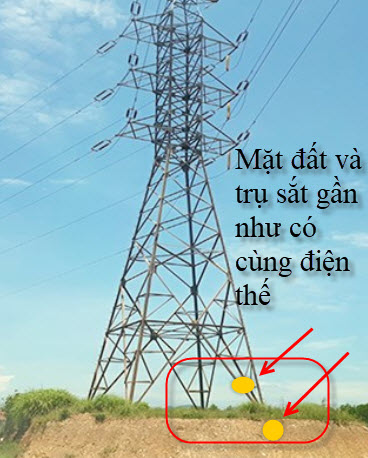 Mặt đất và
trụ sắt gần
như có
cùng điện
thế